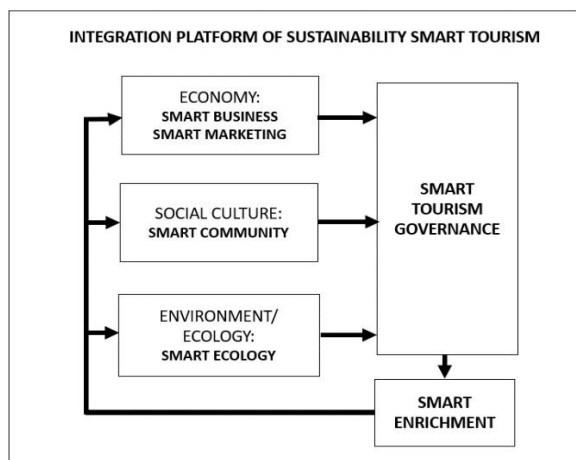 INTEGRATION PLATFORM OF SUSTAINABILITY SMART TOURISM
ECONOMY:
SMART BUSINESS
SMART MARKETING
SOCIAL CULTURE:
SMART COMMUNITY
ENVIRONMENT/
ECOLOGY:
SMART ECOLOGY
SMART
TOURISM
GOVERNANCE
SMART
ENRICHMENT